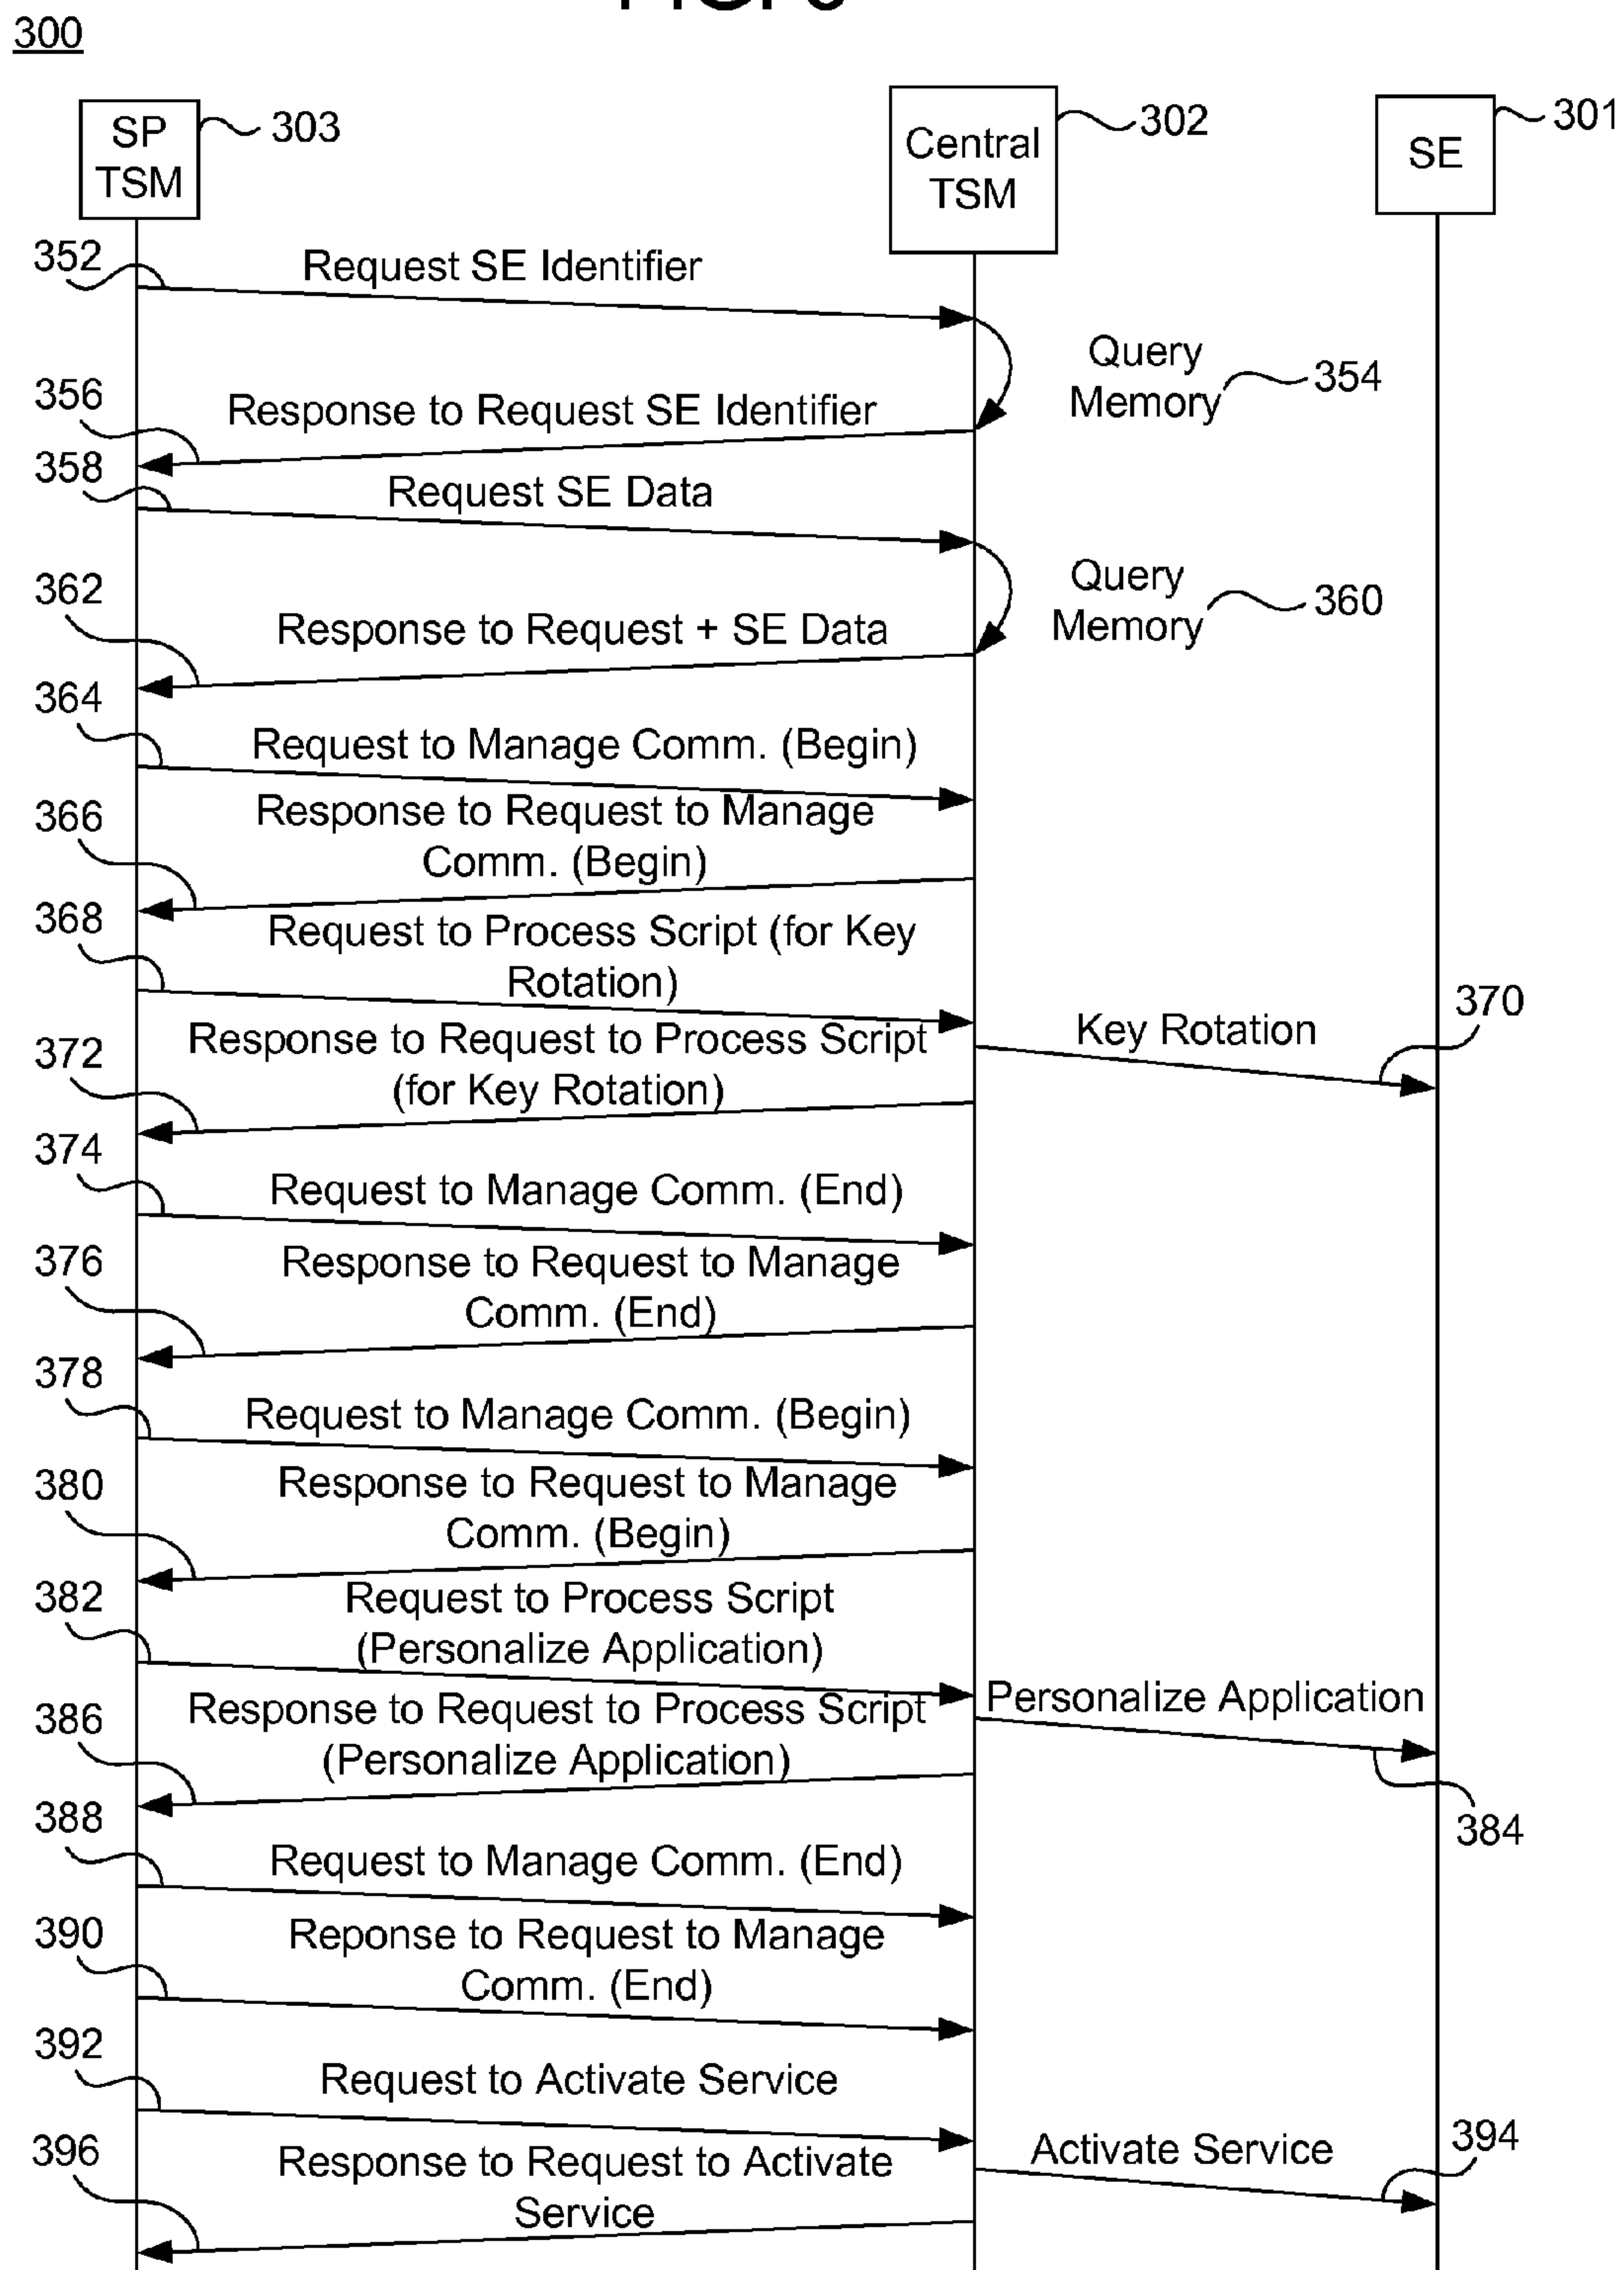 300
SP
TSM
303
Central
TSM
302
SE
301
352
Request SE Identifier
Query
Memory
354
356
Response to Request SE Identifier
358
Request SE Data
Query
Memory
360
362
Response to Request + SE Data
364
Request to Manage Comm. (Begin)
366
Response to Request to Manage
Comm. (Begin)
368
Request to Process Script (for Key
Rotation)
Key Rotation
370
372
Response to Request to Process Script
(for Key Rotation)
374
Request to Manage Comm. (End)
376
Response to Request to Manage
Comm. (End)
378
Request to Manage Comm. (Begin)
380
Response to Request to Manage
Comm. (Begin)
382
Request to Process Script
(Personalize Application)
Personalize Application
384
386
Response to Request to Process Script
(Personalize Application)
388
Request to Manage Comm. (End)
390
Reponse to Request to Manage
Comm. (End)
392
Request to Activate Service
Activate Service
394
396
Response to Request to Activate
Service